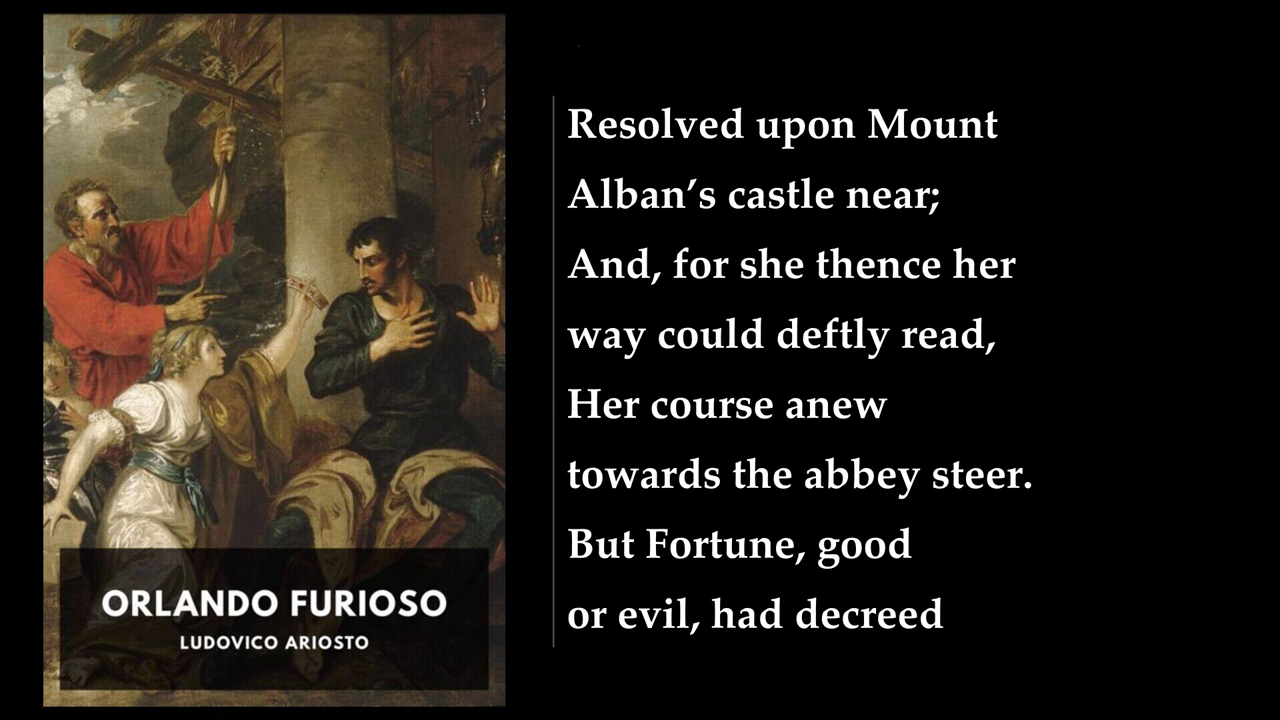 ORLANDO FURIOSO
LUDOVICO ARIOSTO
Resolved upon Mount
Alban’s castle near;
And, for she thence her
way could deftly read,
Her course anew
towards the abbey steer.
But Fortune, good
or evil, had decreed